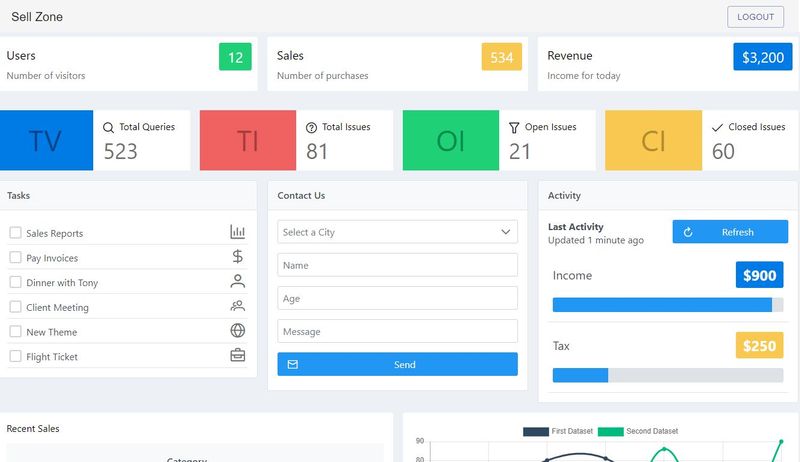 Sell Zone
LOGOUT
Users
12
Number of visitors
Sales
534
Number of purchases
Revenue
$3,200
Income for today
TV
Total Queries
523
TI
Total Issues
81
OI
Open Issues
21
CI
Closed Issues
60
Tasks
Sales Reports
Pay Invoices
Dinner with Tony
Client Meeting
New Theme
Flight Ticket
Contact Us
Select a City
Name
Age
Message
Send
Activity
Last Activity
Updated 1 minute ago
Refresh
Income
$900
Tax
$250
Recent Sales
Category
First Dataset
Second Dataset
90
80